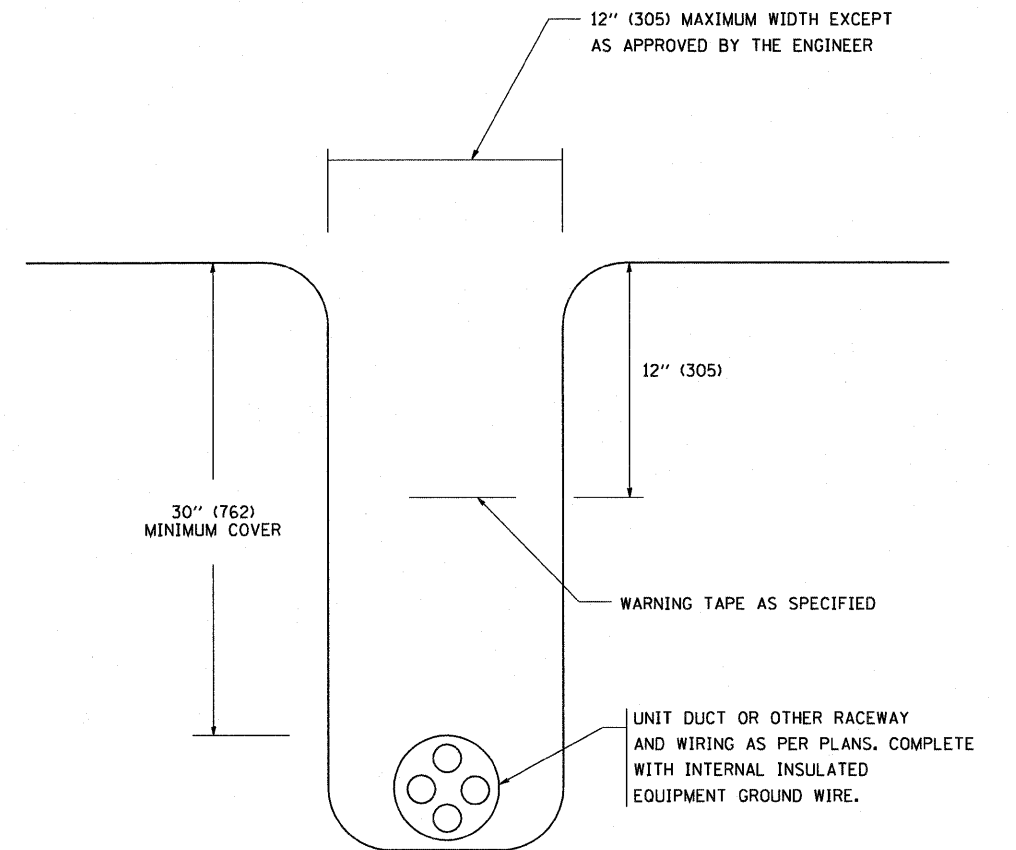 12" (305) MAXIMUM WIDTH EXCEPT
AS APPROVED BY THE ENGINEER
12" (305)
30" (762)
MINIMUM COVER
WARNING TAPE AS SPECIFIED
UNIT DUCT OR OTHER RACEWAY
AND WIRING AS PER PLANS. COMPLETE
WITH INTERNAL INSULATED
EQUIPMENT GROUND WIRE.